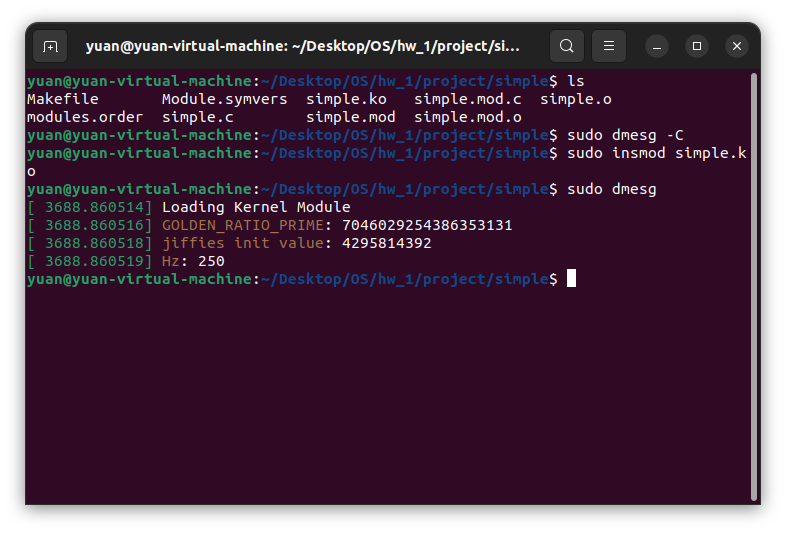 yuan@yuan-virtual-machine: ~/Desktop/OS/hw_1/project/si...
yuan@yuan-virtual-machine:~/Desktop/OS/hw_1/project/simple$ ls
Makefile       Module.symvers  simple.ko   simple.mod.c  simple.o
modules.order  simple.c        simple.mod  simple.mod.o
yuan@yuan-virtual-machine:~/Desktop/OS/hw_1/project/simple$ sudo dmesg -C
yuan@yuan-virtual-machine:~/Desktop/OS/hw_1/project/simple$ sudo insmod simple.k
o
yuan@yuan-virtual-machine:~/Desktop/OS/hw_1/project/simple$ sudo dmesg
[ 3688.860514] Loading Kernel Module
[ 3688.860516] GOLDEN_RATIO_PRIME: 7046029254386353131
[ 3688.860518] jiffies init value: 4295814392
[ 3688.860519] Hz: 250
yuan@yuan-virtual-machine:~/Desktop/OS/hw_1/project/simple$